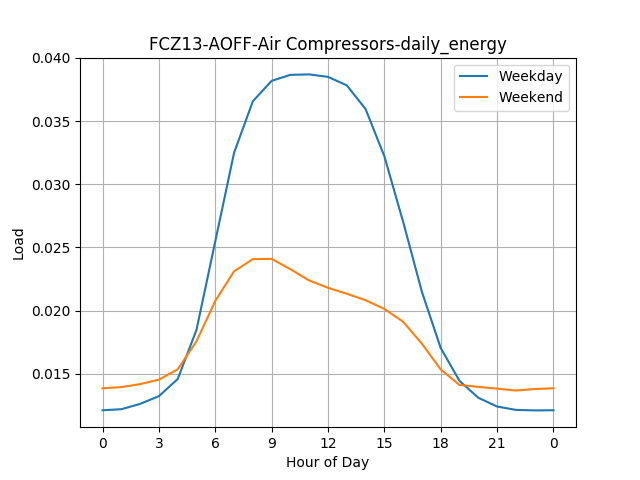 FCZ13-AOFF-Air Compressors-daily_energy
Weekday
Weekend
0.040
0.035
0.030
0.025
0.020
0.015
Load
0 3 6 9 12 15 18 21 0
Hour of Day